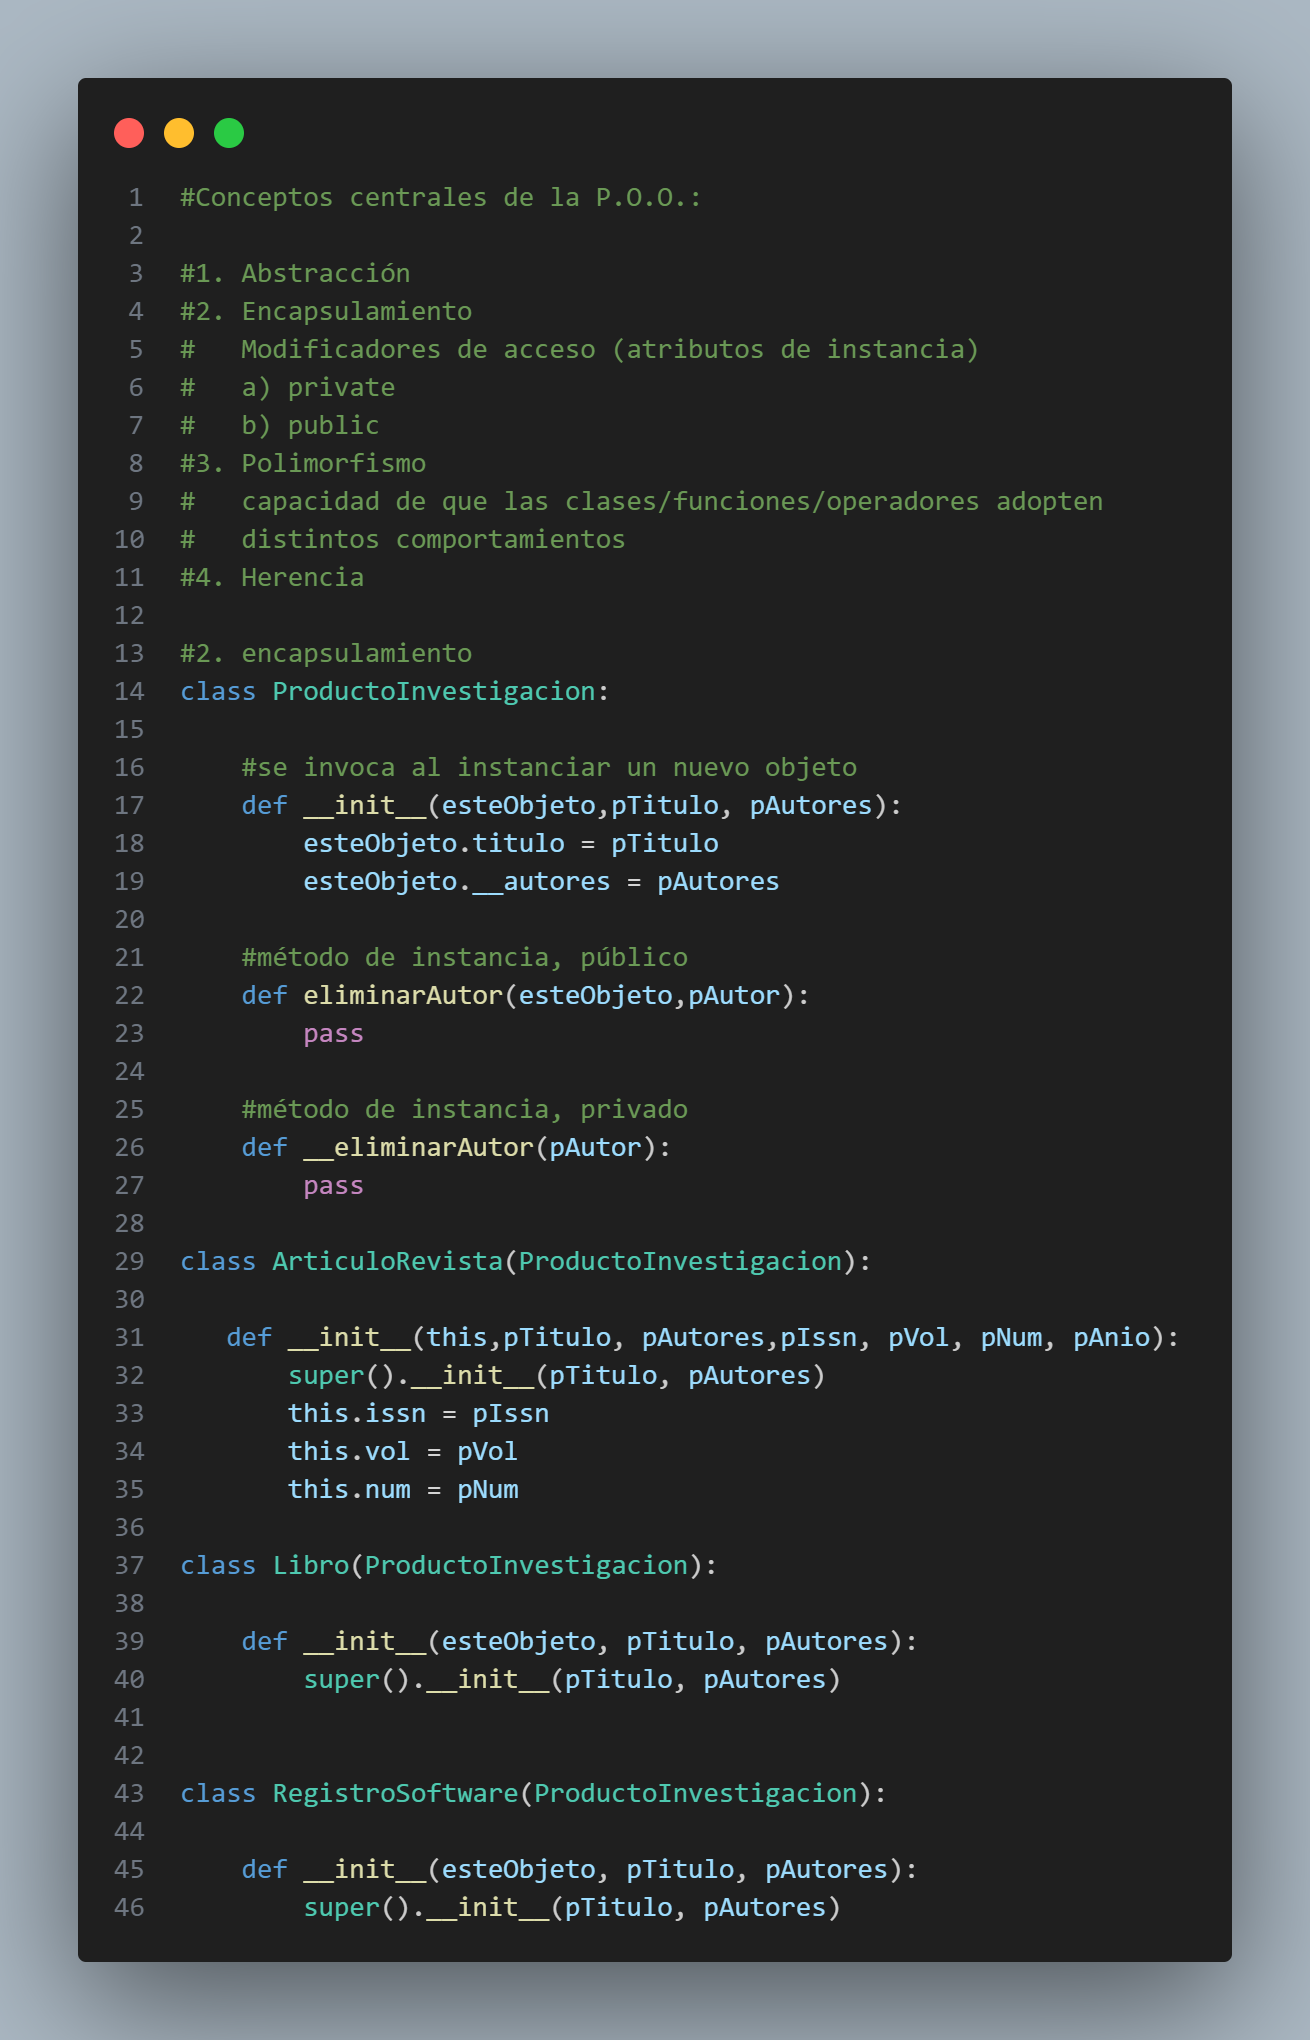 1 #Conceptos centrales de la P.O.O.:
2
3 #1. Abstracción
4 #2. Encapsulamiento
5 #   Modificadores de acceso (atributos de instancia)
6 #   a) private
7 #   b) public
8 #3. Polimorfismo
9 #   capacidad de que las clases/funciones/operadores adopten
10 #   distintos comportamientos
11 #4. Herencia
12
13 #2. encapsulamiento
14 class ProductoInvestigacion:
15
16     #se invoca al instanciar un nuevo objeto
17     def __init__(esteObjeto,pTitulo, pAutores):
18         esteObjeto.titulo = pTitulo
19         esteObjeto.__autores = pAutores
20
21     #método de instancia, público
22     def eliminarAutor(esteObjeto,pAutor):
23         pass
24
25     #método de instancia, privado
26     def __eliminarAutor(pAutor):
27         pass
28
29 class ArticuloRevista(ProductoInvestigacion):
30
31    def __init__(this,pTitulo, pAutores,pIssn, pVol, pNum, pAnio):
32        super().__init__(pTitulo, pAutores)
33        this.issn = pIssn
34        this.vol = pVol
35        this.num = pNum
36
37 class Libro(ProductoInvestigacion):
38
39     def __init__(esteObjeto, pTitulo, pAutores):
40         super().__init__(pTitulo, pAutores)
41
42
43 class RegistroSoftware(ProductoInvestigacion):
44
45     def __init__(esteObjeto, pTitulo, pAutores):
46         super().__init__(pTitulo, pAutores)